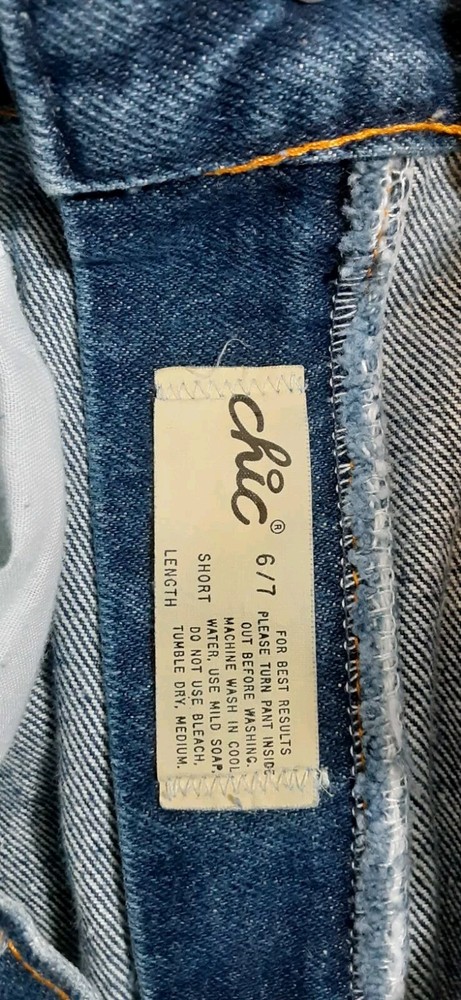 chic®
6/7
SHORT
LENGTH
FOR BEST RESULTS
PLEASE TURN PANT INSIDE
OUT BEFORE WASHING.
MACHINE WASH IN COOL
WATER, USE MILD SOAP.
DO NOT USE BLEACH.
TUMBLE DRY, MEDIUM.